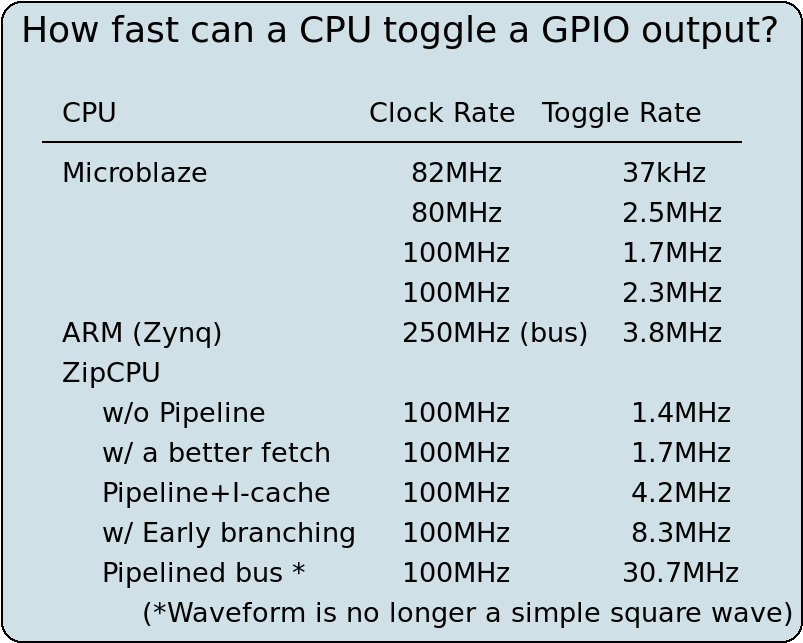 How fast can a CPU toggle a GPIO output?
CPU Clock Rate Toggle Rate
Microblaze 82MHz 37kHz
80MHz 2.5MHz
100MHz 1.7MHz
100MHz 2.3MHz
ARM (Zynq) 250MHz (bus) 3.8MHz
ZipCPU
w/o Pipeline 100MHz 1.4MHz
w/ a better fetch 100MHz 1.7MHz
Pipeline+I-cache 100MHz 4.2MHz
w/ Early branching 100MHz 8.3MHz
Pipelined bus * 100MHz 30.7MHz
(*Waveform is no longer a simple square wave)